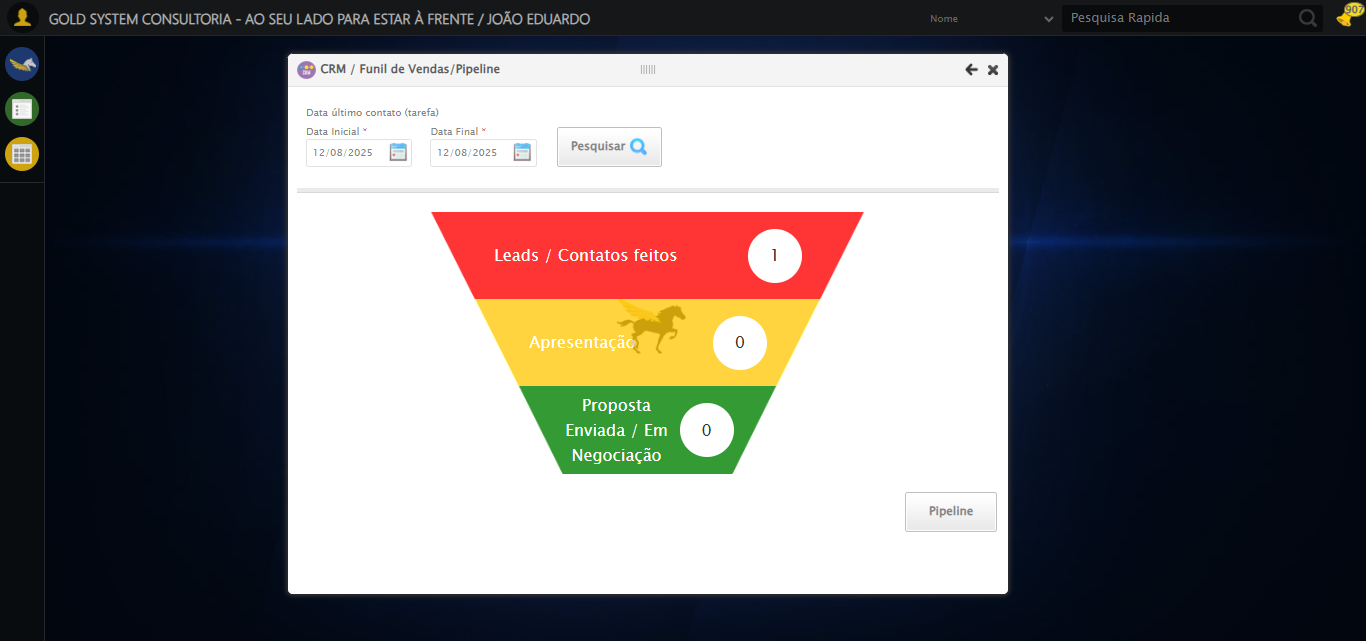 GOLD SYSTEM CONSULTORIA - AO SEU LADO PARA ESTAR À FRENTE / JOÃO EDUARDO
Nome
Pesquisa Rapida
907
CRM / Funil de Vendas/Pipeline
Data último contato (tarefa)
Data Inicial *
Data Final *
12/08/2025
12/08/2025
Pesquisar
Leads / Contatos feitos
1
Apresentação
0
Proposta
Enviada / Em
Negociação
0
Pipeline